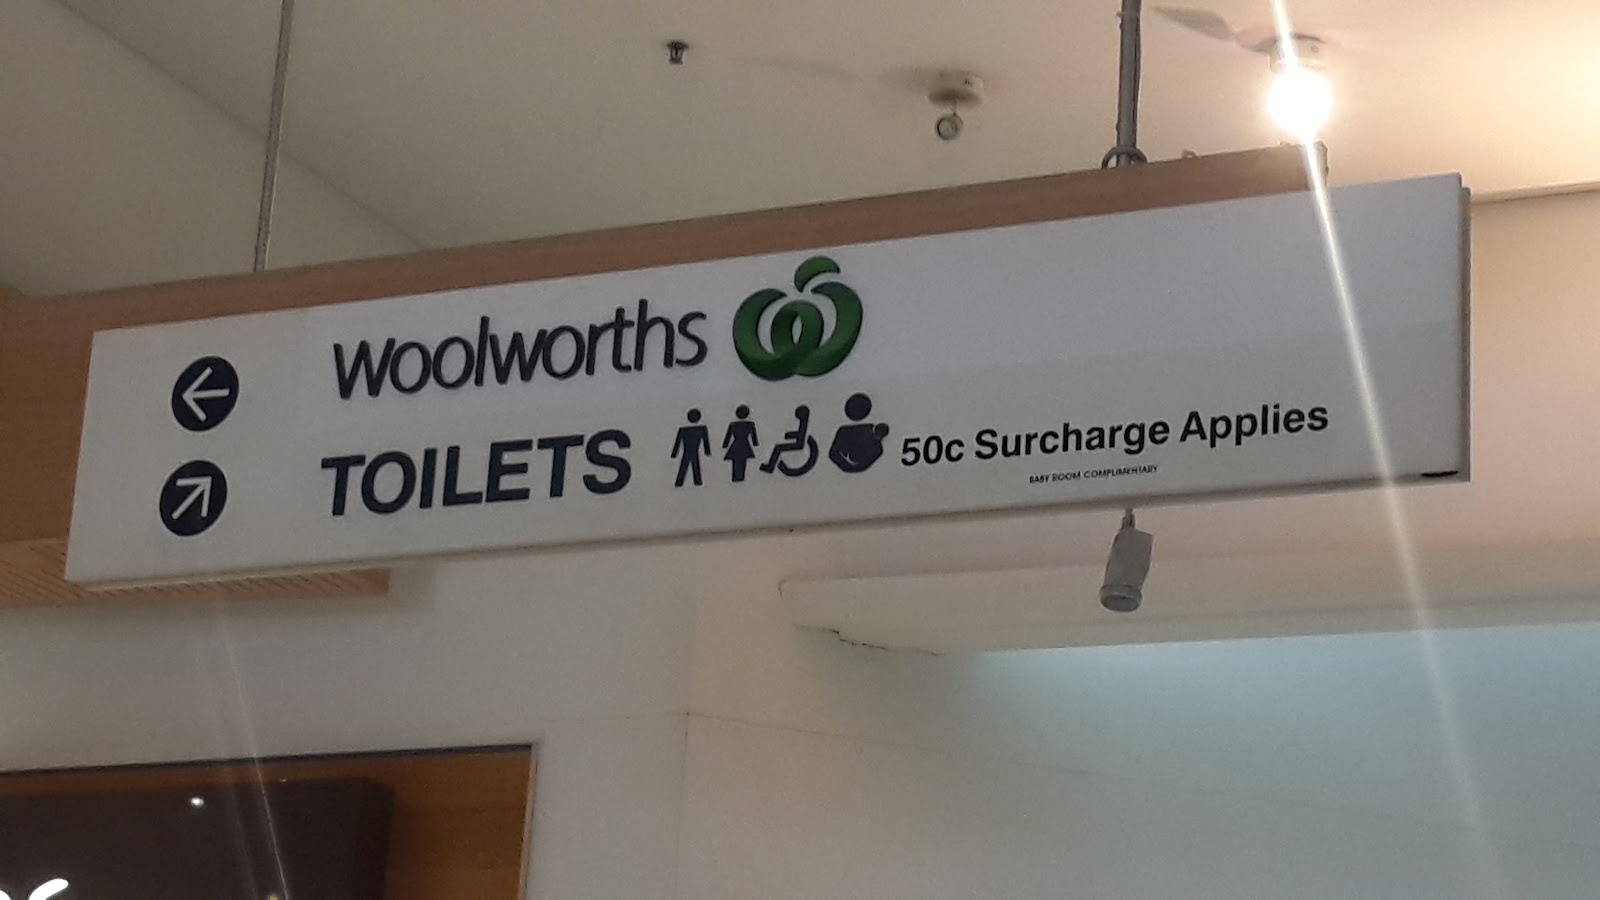 Woolworths
TOILETS 50c Surcharge Applies
BABY ROOM COMPLIMENTARY